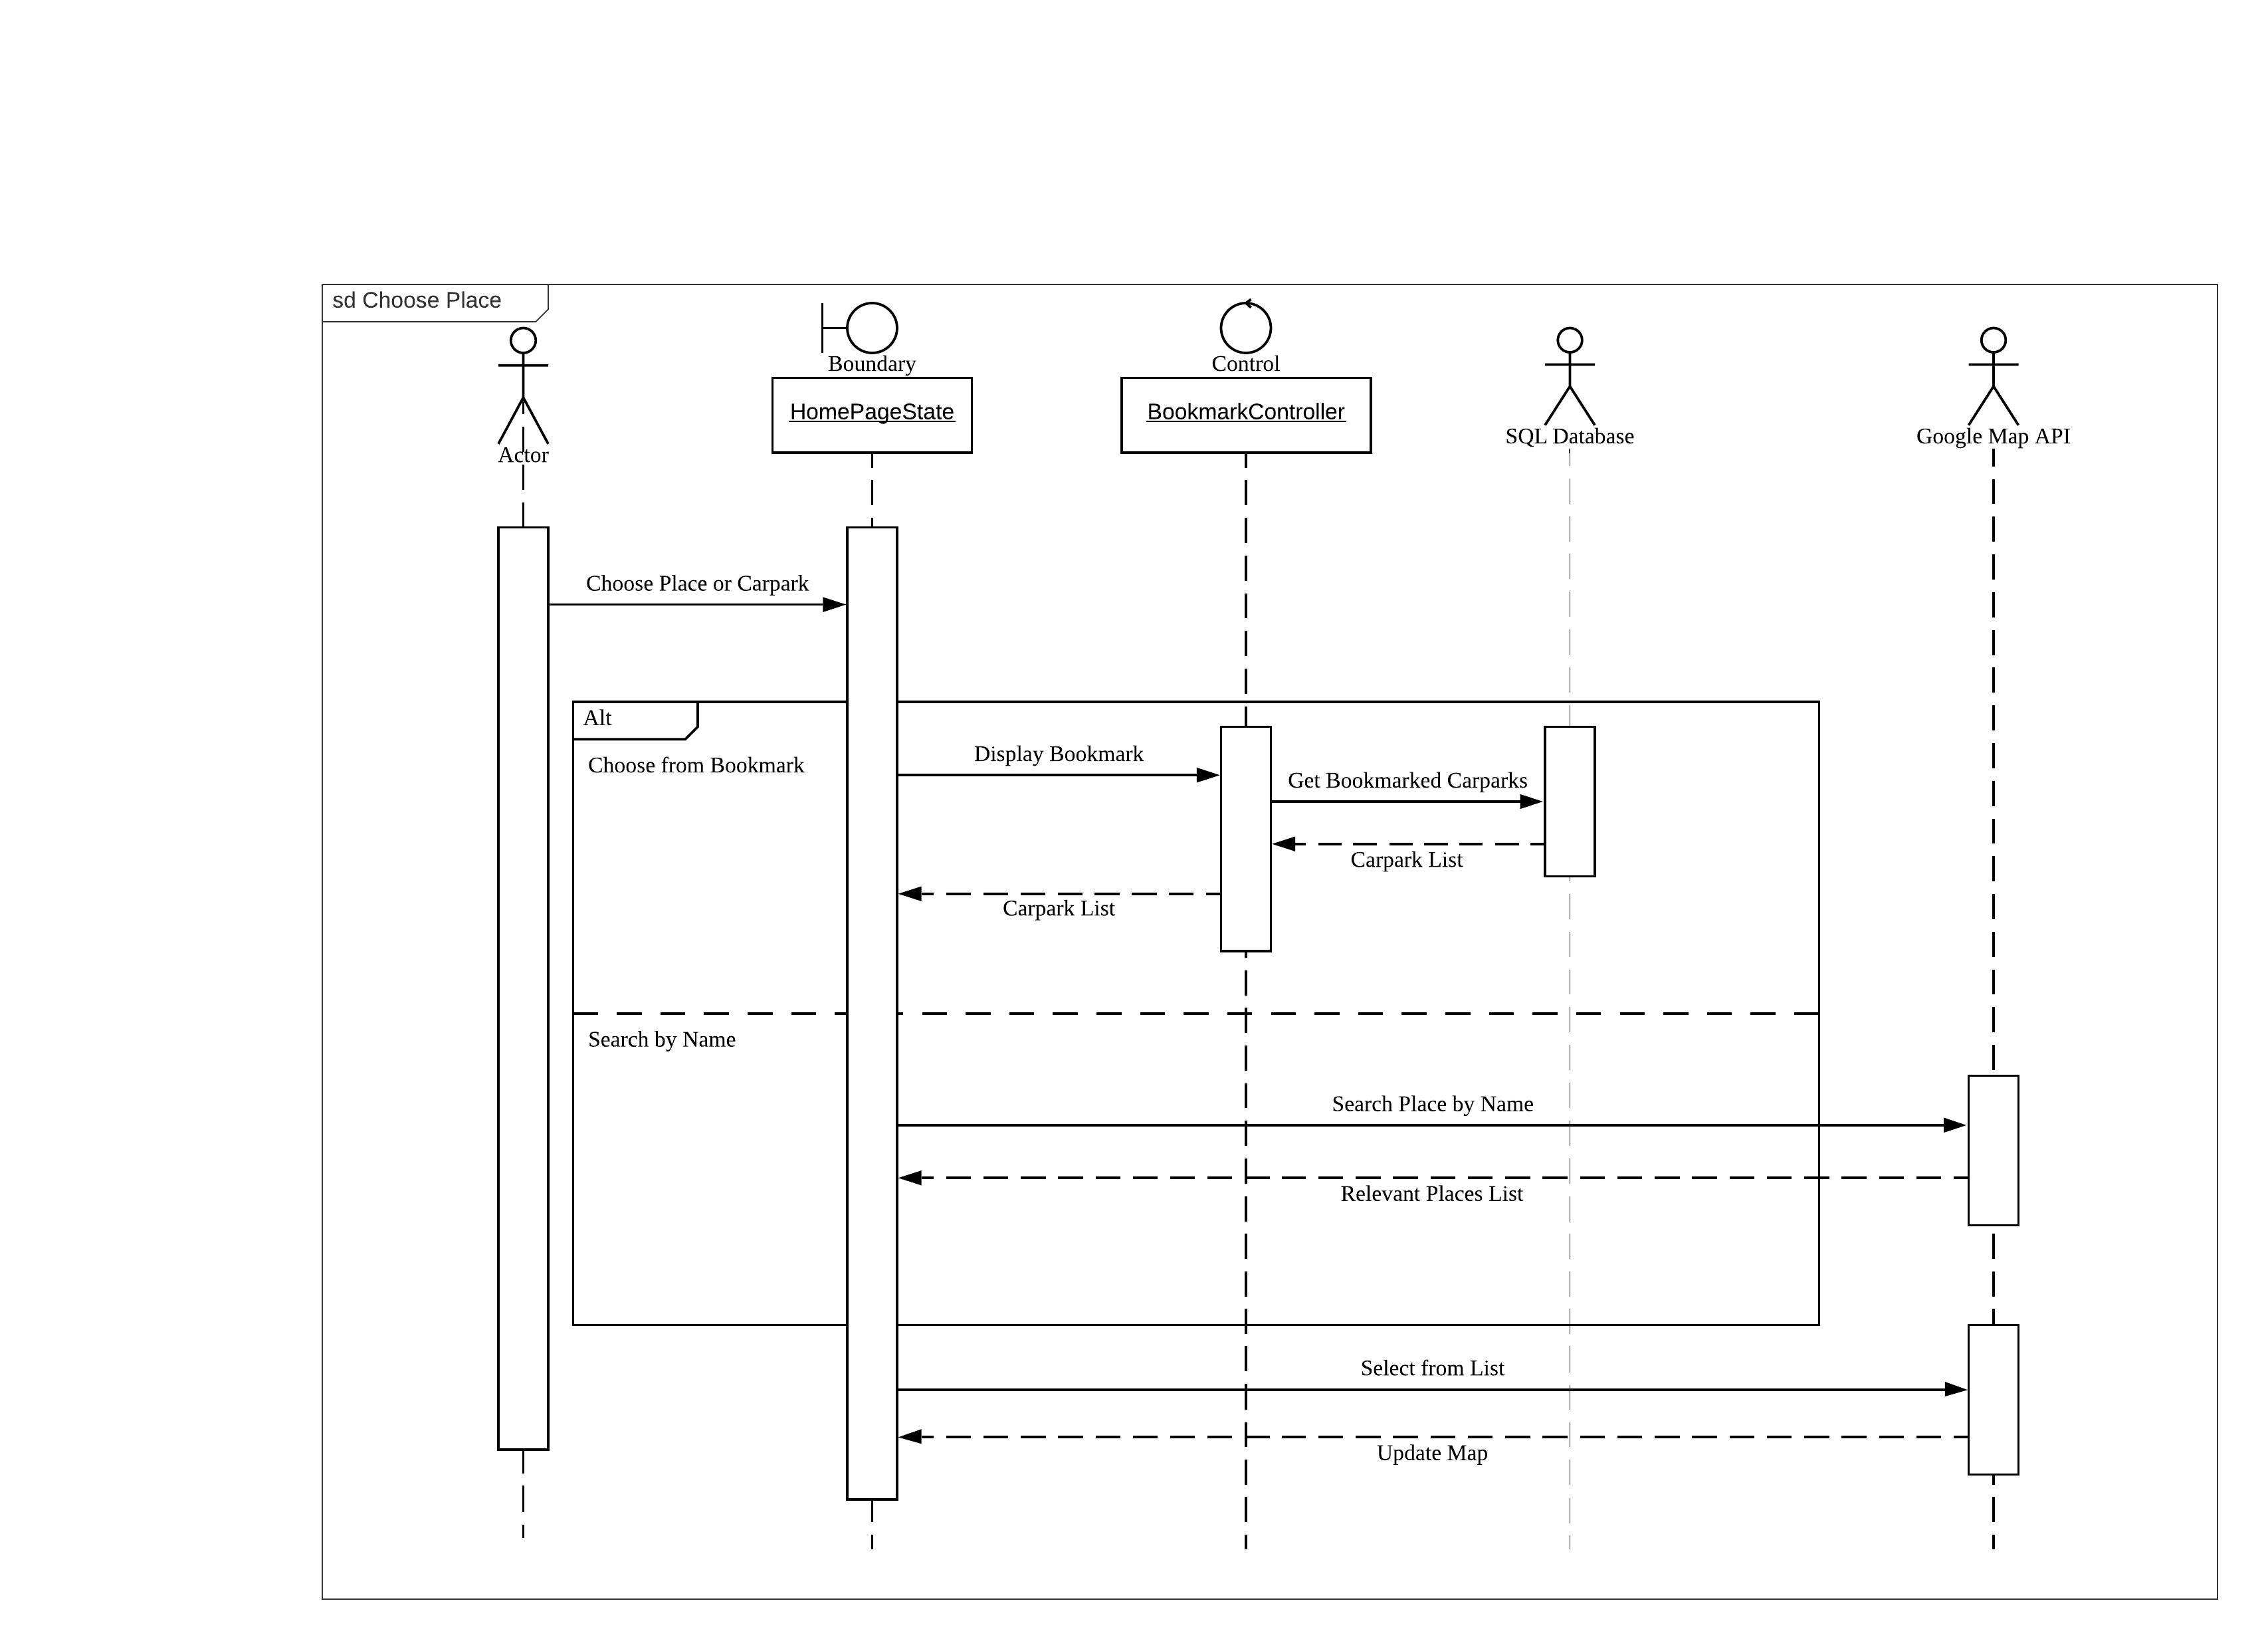 sd Choose Place
Boundary
Control
HomePageState
BookmarkController
SQL Database
Google Map API
Actor
Choose Place or Carpark
Alt
Choose from Bookmark
Display Bookmark
Get Bookmarked Carparks
Carpark List
Carpark List
Search by Name
Search Place by Name
Relevant Places List
Select from List
Update Map